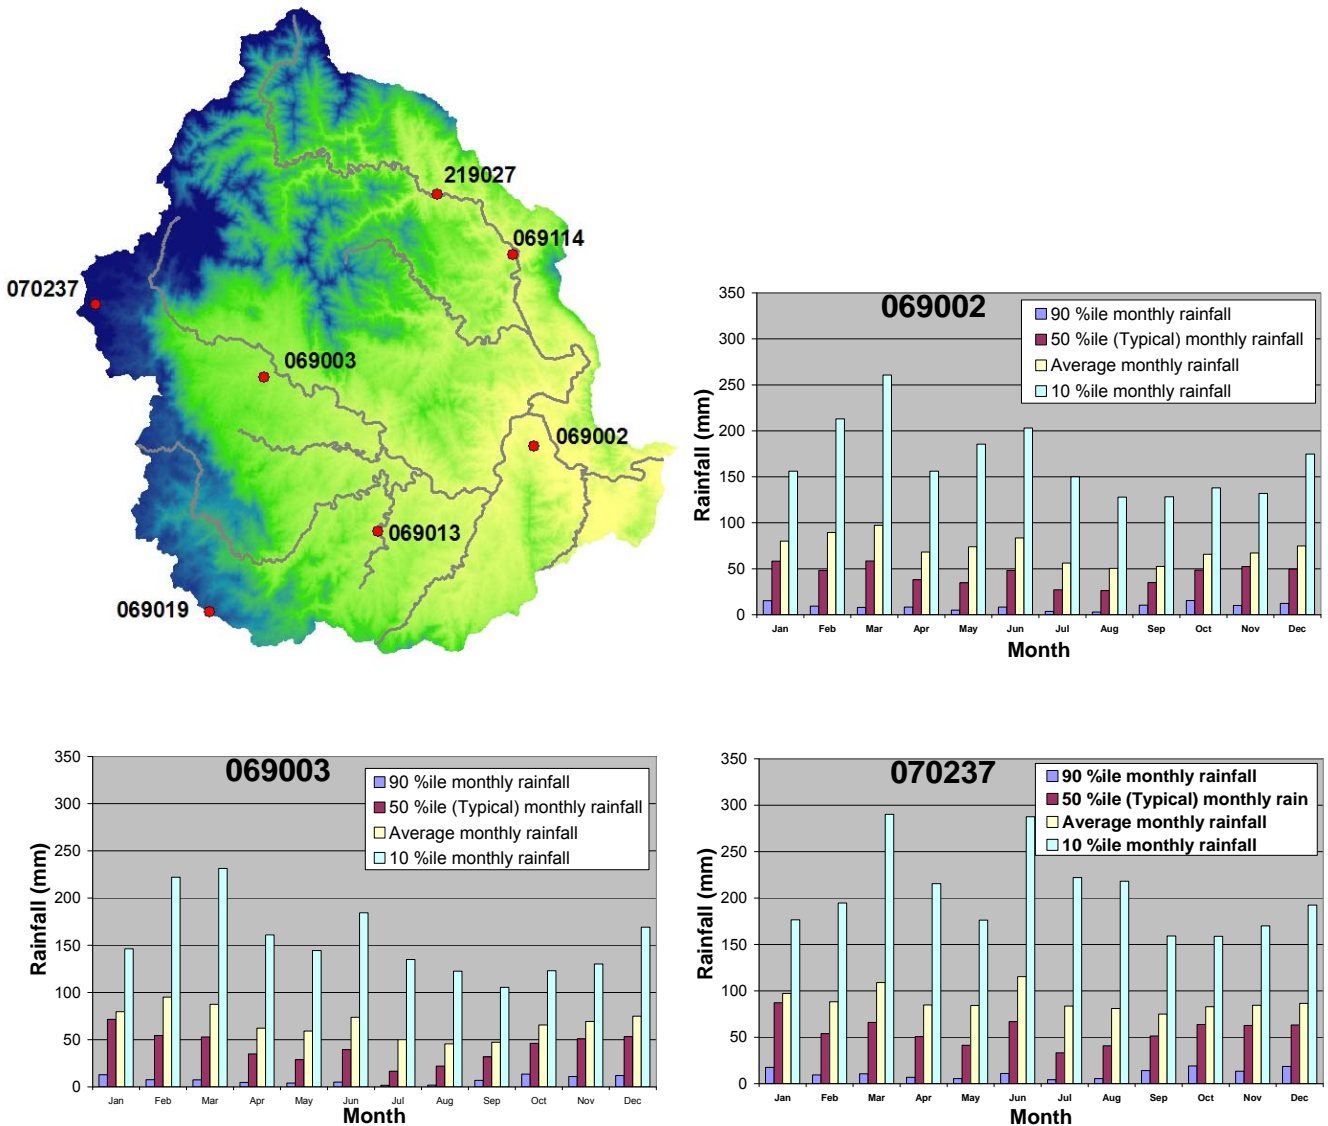 219027
069114
070237
069003
069002
069013
069019
069002
90 %ile monthly rainfall
50 %ile (Typical) monthly rainfall
Average monthly rainfall
10 %ile monthly rainfall
Rainfall (mm)
350
300
250
200
150
100
50
0
Jan Feb Mar Apr May Jun Jul Aug Sep Oct Nov Dec
Month
069003
90 %ile monthly rainfall
50 %ile (Typical) monthly rainfall
Average monthly rainfall
10 %ile monthly rainfall
Rainfall (mm)
350
300
250
200
150
100
50
0
Jan Feb Mar Apr May Jun Jul Aug Sep Oct Nov Dec
Month
070237
90 %ile monthly rainfall
50 %ile (Typical) monthly rain
Average monthly rainfall
10 %ile monthly rainfall
Rainfall (mm)
350
300
250
200
150
100
50
0
Jan Feb Mar Apr May Jun Jul Aug Sep Oct Nov Dec
Month